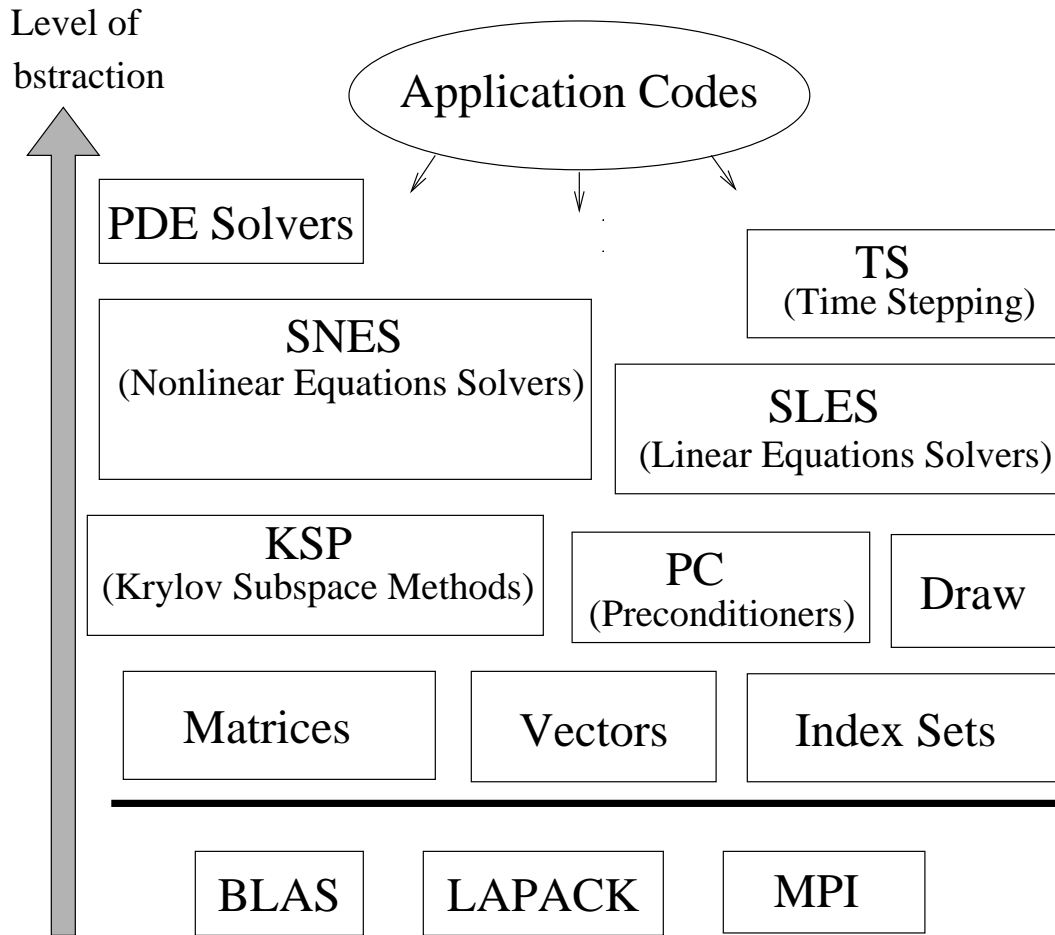 Level of
bstraction
Application Codes
PDE Solvers
TS
(Time Stepping)
SNES
(Nonlinear Equations Solvers)
SLES
(Linear Equations Solvers)
KSP
(Krylov Subspace Methods)
PC
(Preconditioners)
Draw
Matrices
Vectors
Index Sets
BLAS
LAPACK
MPI